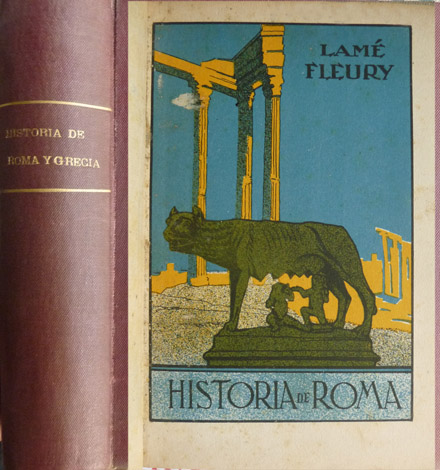 HISTORIA DE
ROMA Y GRECIA
LAMÉ
FLEURY
HISTORIA DE ROMA